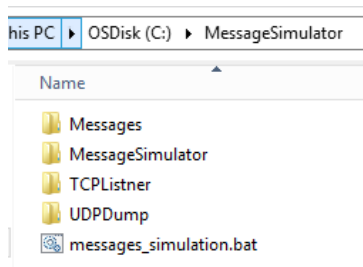 his PC ▸ OSDisk (C:) ▸ MessageSimulator
Name
Messages
MessageSimulator
TCPListner
UDPDump
messages_simulation.bat